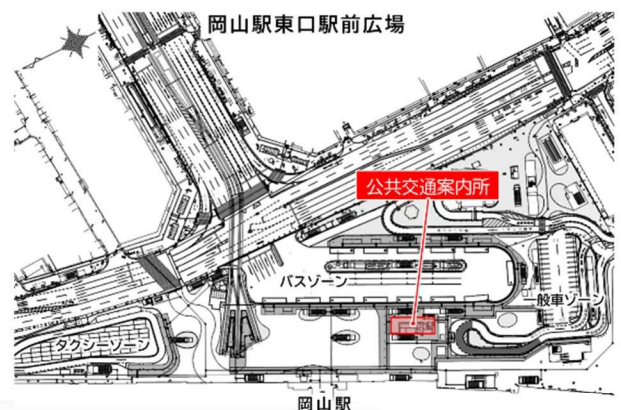 岡山駅東口駅前広場
公共交通案内所
バスゾーン
般車ゾーン
タクシーゾーン
岡山駅